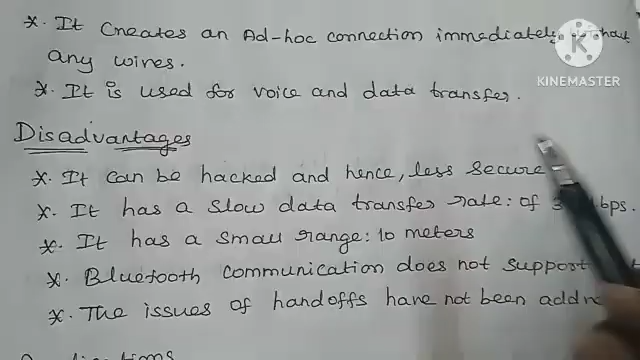 *. It creates an Ad-hoc connection immediately
any wires.
*. It is used for voice and data transfer.
KINEMASTER
Disadvantages
*. It can be hacked and hence, less secure
*. It has a slow data transfer rate: of 3 bps.
*. It has a small range: 10 meters
*. Bluetooth communication does not support
*. The issues of handoffs have not been